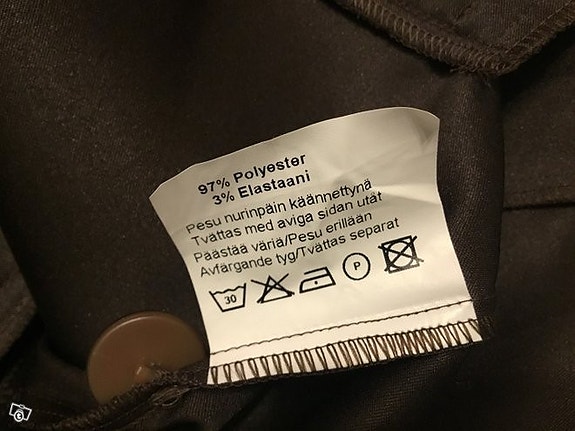 97% Polyester
3% Elastaani
Pesu nurinpäin käännettynä
Tvättas med aviga sidan utåt
Päästää väriä/Pesu erillään
Avfärgande tyg/Tvättas separat
30 P